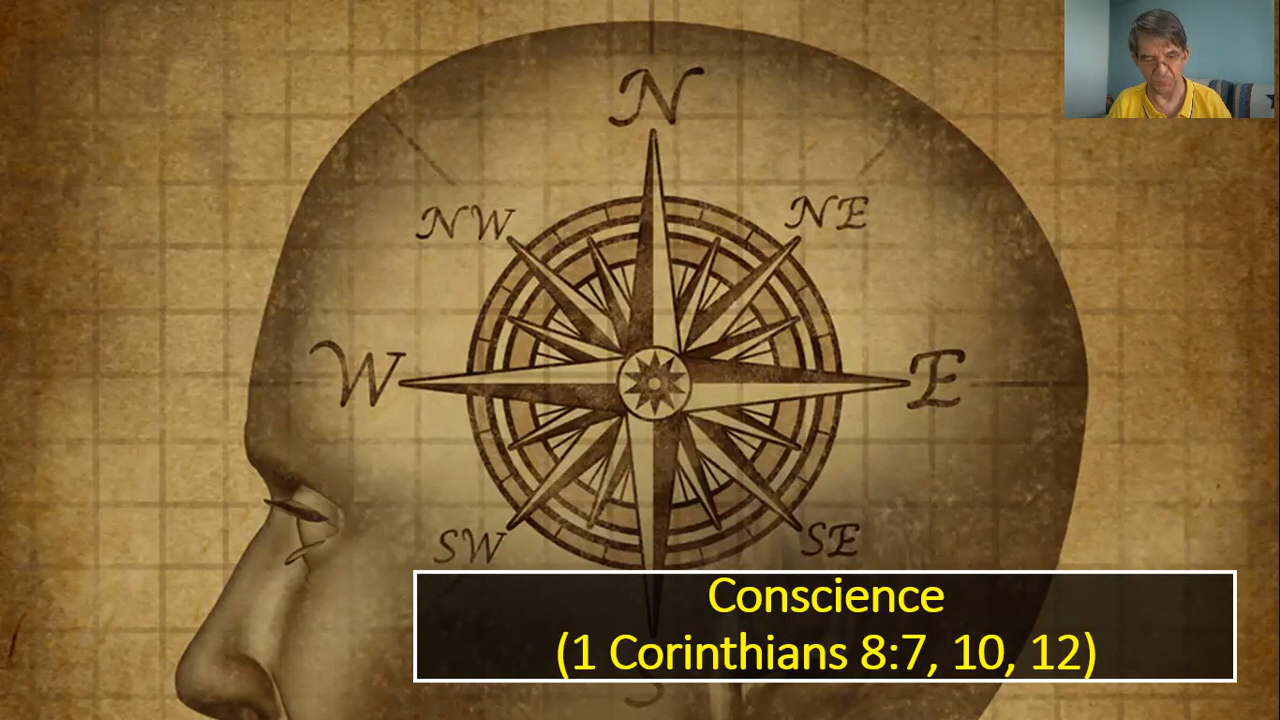 N
NW
NE
W
E
SW
SE
S
Conscience
(1 Corinthians 8:7, 10, 12)